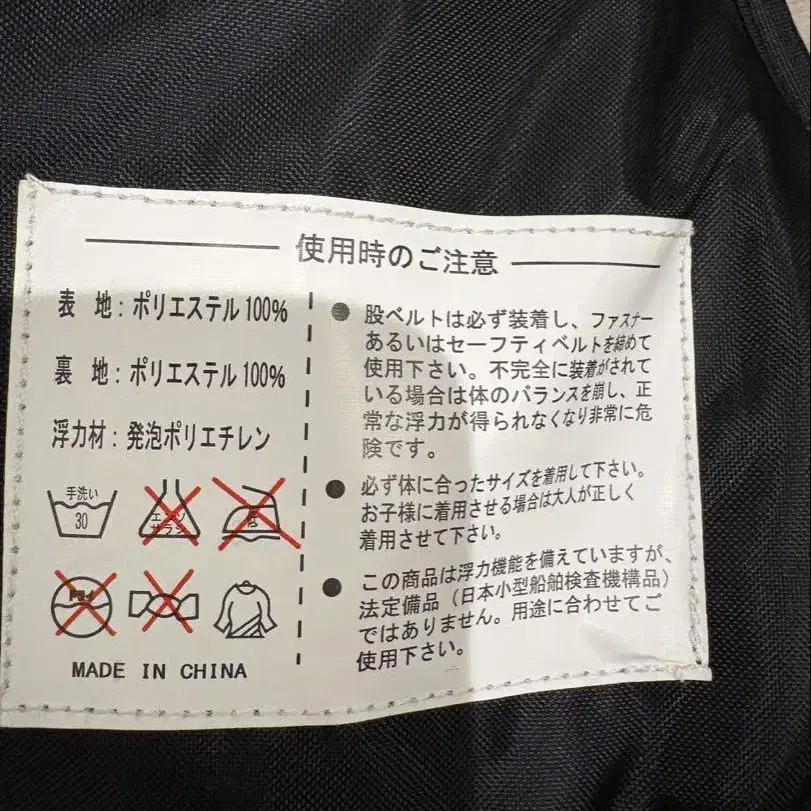 使用時のご注意
表 地：ポリエステル100%
裏 地：ポリエステル100%
浮力材：発泡ポリエチレン
手洗い
30
エンソ
サラシ
MADE IN CHINA
● 股ベルトは必ず装着し、ファスナー
あるいはセーフティベルトを締めて
使用下さい。不完全に装着がされて
いる場合は体のバランスを崩し、正
常な浮力が得られなくなり非常に危
険です。
● 必ず体に合ったサイズを着用して下さい。
お子様に着用させる場合は大人が正しく
着用させて下さい。
● この商品は浮力機能を備えていますが、
法定備品（日本小型船舶検査機構品）
ではありません。用途に合わせてご
使用下さい。